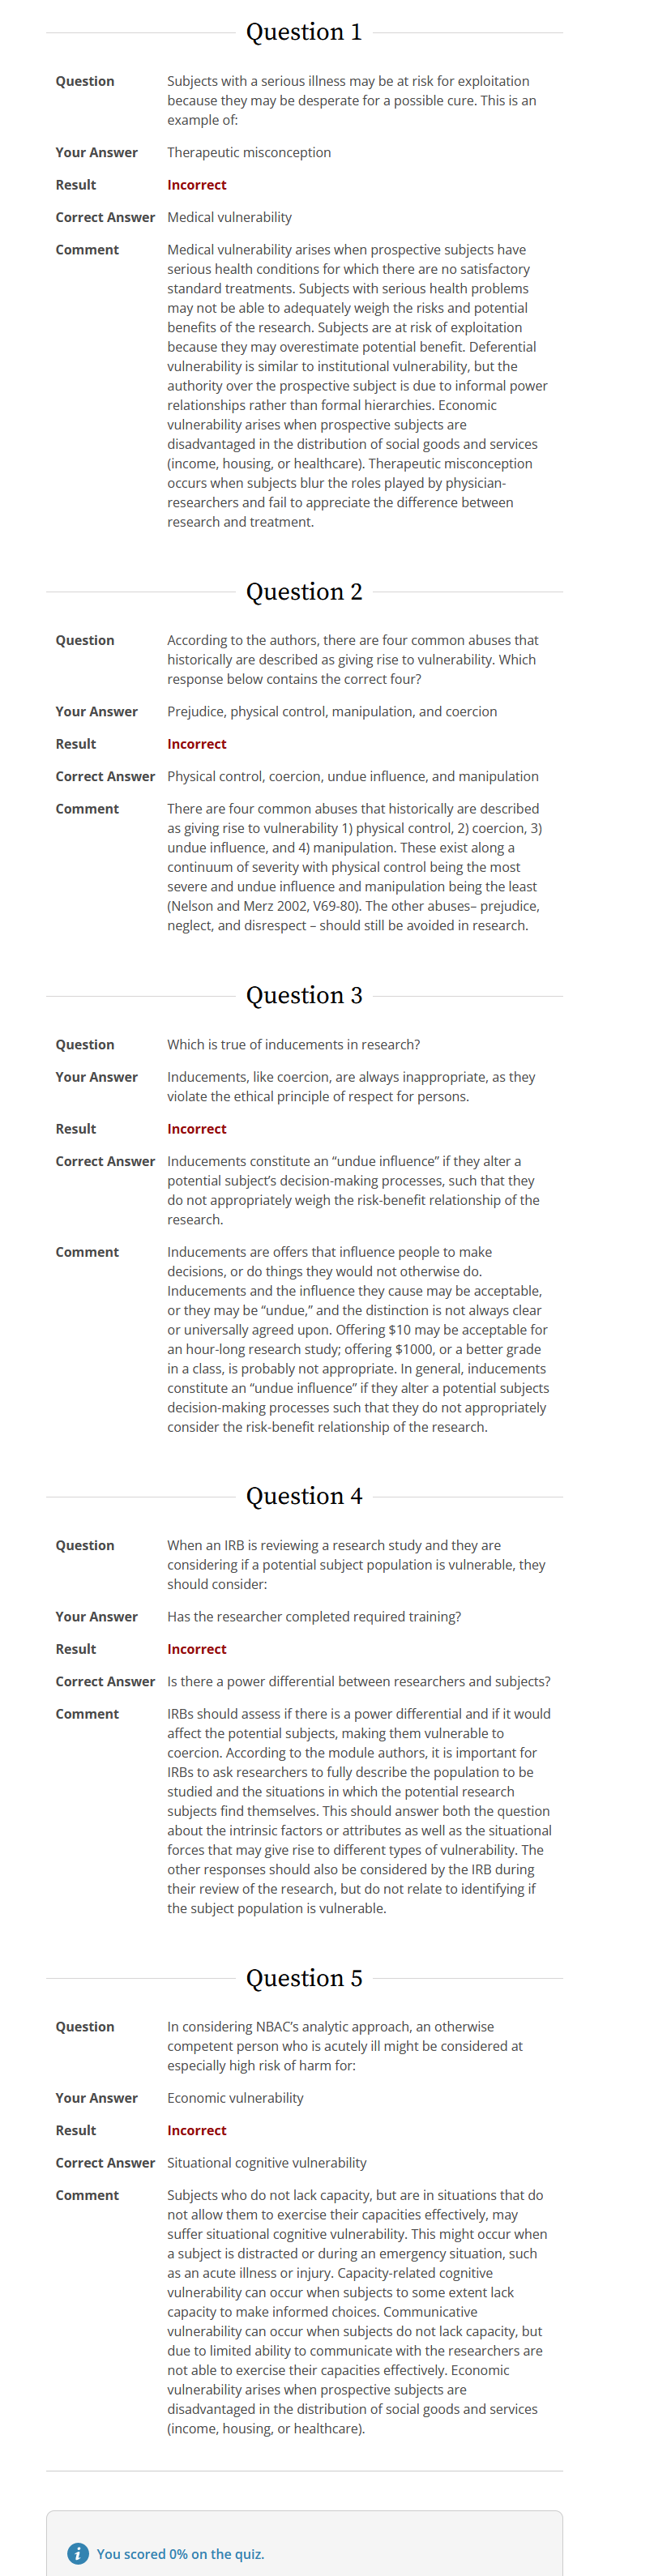 Question 1
Question
Subjects with a serious illness may be at risk for exploitation
because they may be desperate for a possible cure. This is an
example of:
Your Answer
Therapeutic misconception
Result
Incorrect
Correct Answer
Medical vulnerability
Comment
Medical vulnerability arises when prospective subjects have
serious health conditions for which there are no satisfactory
standard treatments. Subjects with serious health problems
may not be able to adequately weigh the risks and potential
benefits of the research. Subjects are at risk of exploitation
because they may overestimate potential benefit. Deferential
vulnerability is similar to institutional vulnerability, but the
authority over the prospective subject is due to informal power
relationships rather than formal hierarchies. Economic
vulnerability arises when prospective subjects are
disadvantaged in the distribution of social goods and services
(income, housing, or healthcare). Therapeutic misconception
occurs when subjects blur the roles played by physician-
researchers and fail to appreciate the difference between
research and treatment.
Question 2
Question
According to the authors, there are four common abuses that
historically are described as giving rise to vulnerability. Which
response below contains the correct four?
Your Answer
Prejudice, physical control, manipulation, and coercion
Result
Incorrect
Correct Answer
Physical control, coercion, undue influence, and manipulation
Comment
There are four common abuses that historically are described
as giving rise to vulnerability 1) physical control, 2) coercion, 3)
undue influence, and 4) manipulation. These exist along a
continuum of severity with physical control being the most
severe and undue influence and manipulation being the least
(Nelson and Merz 2002, V69-80). The other abuses– prejudice,
neglect, and disrespect – should still be avoided in research.
Question 3
Question
Which is true of inducements in research?
Your Answer
Inducements, like coercion, are always inappropriate, as they
violate the ethical principle of respect for persons.
Result
Incorrect
Correct Answer
Inducements constitute an “undue influence” if they alter a
potential subject’s decision-making processes, such that they
do not appropriately weigh the risk-benefit relationship of the
research.
Comment
Inducements are offers that influence people to make
decisions, or do things they would not otherwise do.
Inducements and the influence they cause may be acceptable,
or they may be “undue,” and the distinction is not always clear
or universally agreed upon. Offering $10 may be acceptable for
an hour-long research study; offering $1000, or a better grade
in a class, is probably not appropriate. In general, inducements
constitute an “undue influence” if they alter a potential subjects
decision-making processes such that they do not appropriately
consider the risk-benefit relationship of the research.
Question 4
Question
When an IRB is reviewing a research study and they are
considering if a potential subject population is vulnerable, they
should consider:
Your Answer
Has the researcher completed required training?
Result
Incorrect
Correct Answer
Is there a power differential between researchers and subjects?
Comment
IRBs should assess if there is a power differential and if it would
affect the potential subjects, making them vulnerable to
coercion. According to the module authors, it is important for
IRBs to ask researchers to fully describe the population to be
studied and the situations in which the potential research
subjects find themselves. This should answer both the question
about the intrinsic factors or attributes as well as the situational
forces that may give rise to different types of vulnerability. The
other responses should also be considered by the IRB during
their review of the research, but do not relate to identifying if
the subject population is vulnerable.
Question 5
Question
In considering NBAC’s analytic approach, an otherwise
competent person who is acutely ill might be considered at
especially high risk of harm for:
Your Answer
Economic vulnerability
Result
Incorrect
Correct Answer
Situational cognitive vulnerability
Comment
Subjects who do not lack capacity, but are in situations that do
not allow them to exercise their capacities effectively, may
suffer situational cognitive vulnerability. This might occur when
a subject is distracted or during an emergency situation, such
as an acute illness or injury. Capacity-related cognitive
vulnerability can occur when subjects to some extent lack
capacity to make informed choices. Communicative
vulnerability can occur when subjects do not lack capacity, but
due to limited ability to communicate with the researchers are
not able to exercise their capacities effectively. Economic
vulnerability arises when prospective subjects are
disadvantaged in the distribution of social goods and services
(income, housing, or healthcare).
You scored 0% on the quiz.